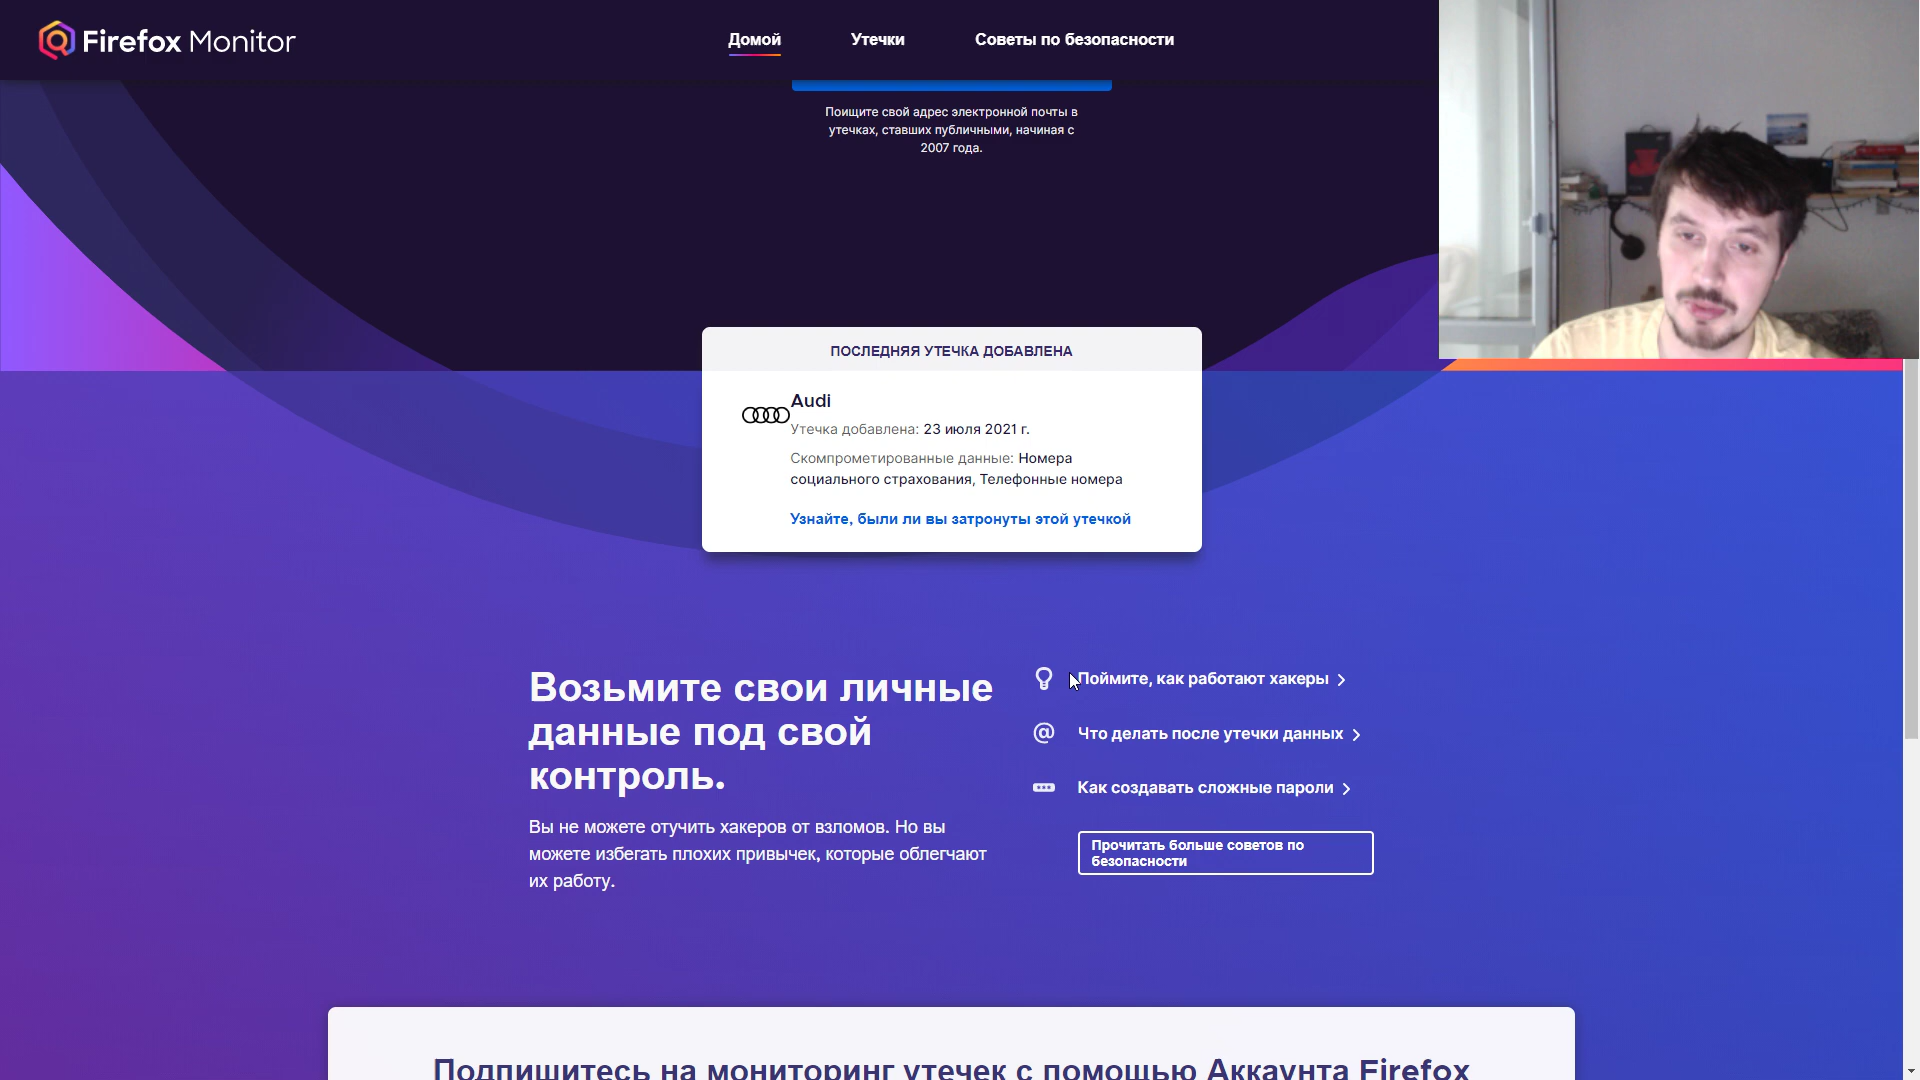 Firefox Monitor
Домой
Утечки
Советы по безопасности
Поищите свой адрес электронной почты в
утечках, ставших публичными, начиная с
2007 года.
ПОСЛЕДНЯЯ УТЕЧКА ДОБАВЛЕНА
Audi
Утечка добавлена: 23 июля 2021 г.
Скомпрометированные данные: Номера
социального страхования, Телефонные номера
Узнайте, были ли вы затронуты этой утечкой
Возьмите свои личные
данные под свой
контроль.
Вы не можете отучить хакеров от взломов. Но вы
можете избегать плохих привычек, которые облегчают
их работу.
Поймите, как работают хакеры
Что делать после утечки данных
Как создавать сложные пароли
Прочитать больше советов по
безопасности
Подпишитесь на мониторинг утечек с помощью Аккаунта Firefox